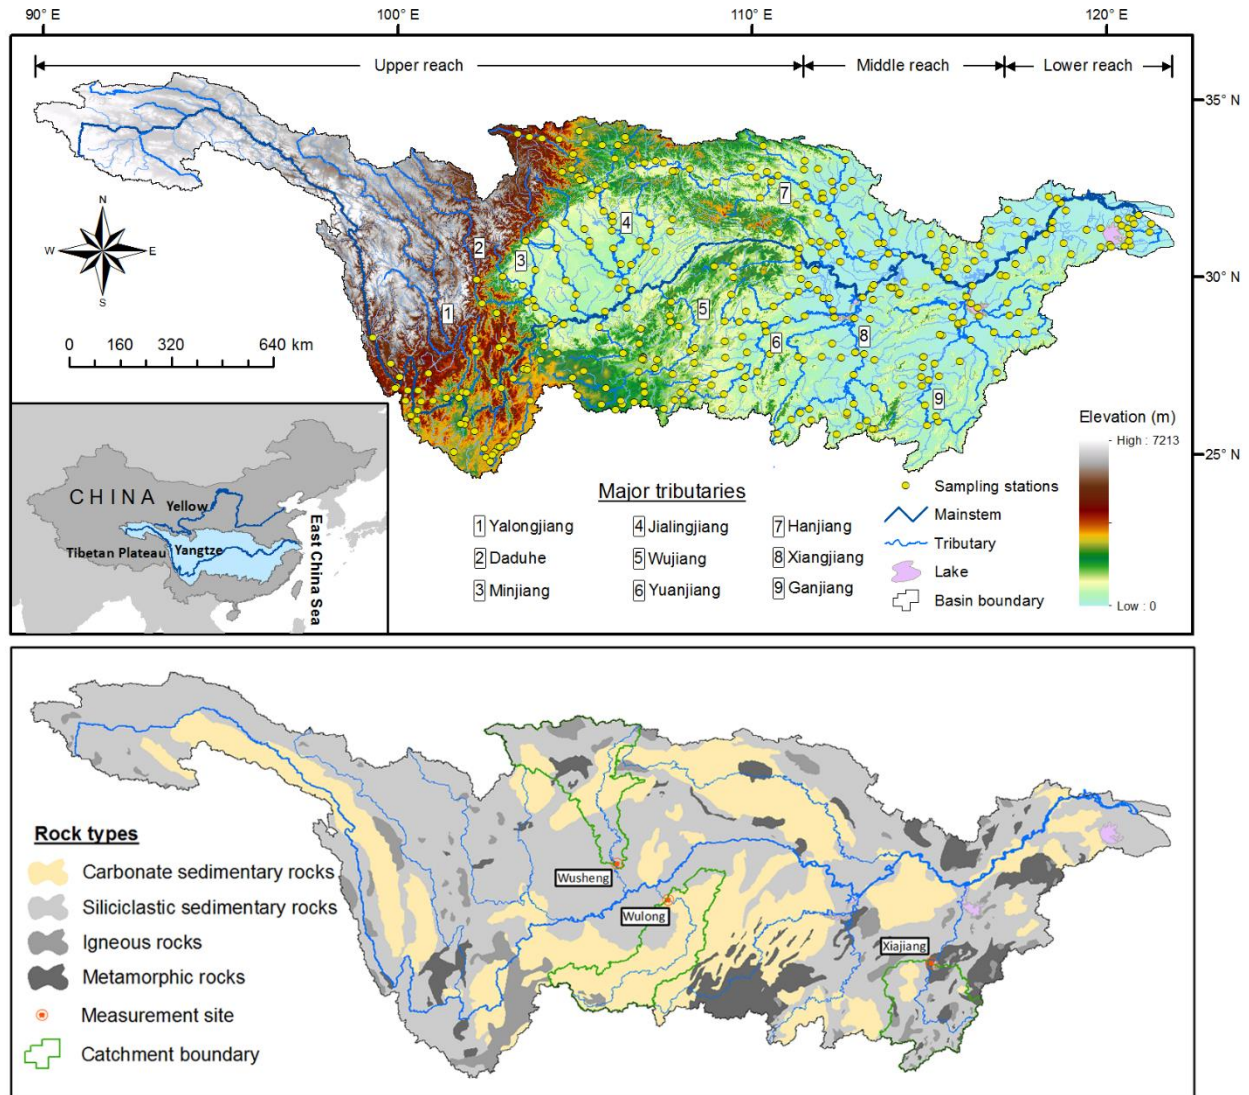 90° E
100° E
110° E
120° E
Upper reach
Middle reach
Lower reach
35° N
30° N
25° N
N
W
E
S
0 160 320 640 km
1
2
3
4
5
6
7
8
9
CHINA
Yellow
Tibetan Plateau
Yangtze
East China Sea
Major tributaries
1 Yalongjiang
2 Daduhe
3 Minjiang
4 Jialingjiang
5 Wujiang
6 Yuanjiang
7 Hanjiang
8 Xiangjiang
9 Ganjiang
Sampling stations
Mainstem
Tributary
Lake
Basin boundary
Elevation (m)
High : 7213
Low : 0
Rock types
Carbonate sedimentary rocks
Siliciclastic sedimentary rocks
Igneous rocks
Metamorphic rocks
Measurement site
Catchment boundary
Wusheng
Wulong
Xiajiang